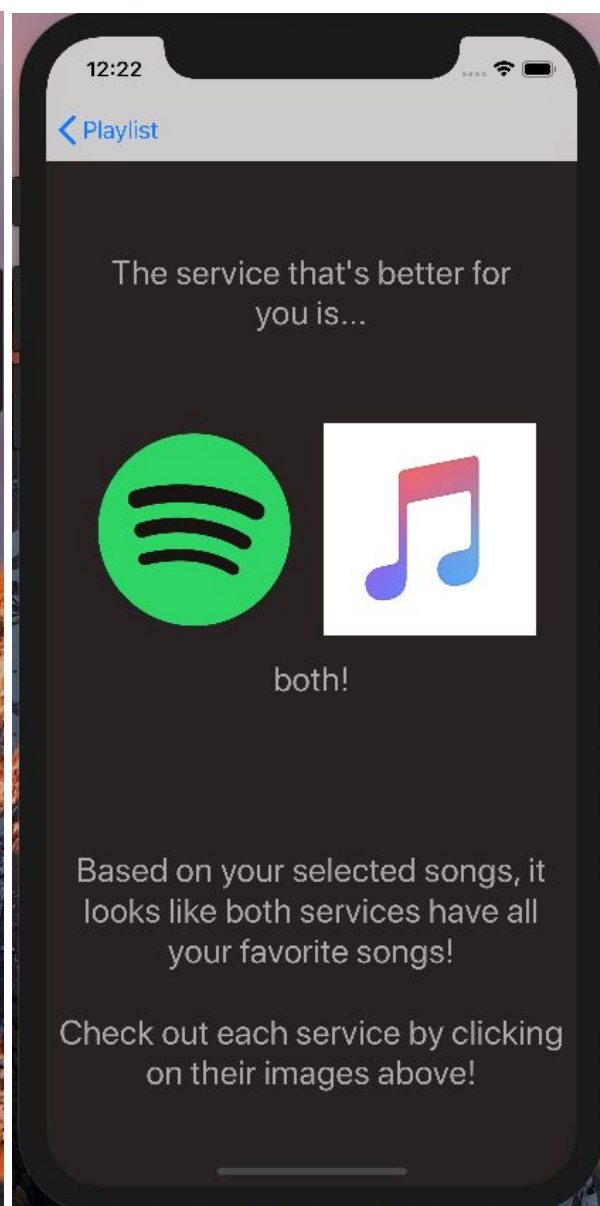 12:22
Playlist
The service that's better for
you is...
both!
Based on your selected songs, it
looks like both services have all
your favorite songs!
Check out each service by clicking
on their images above!